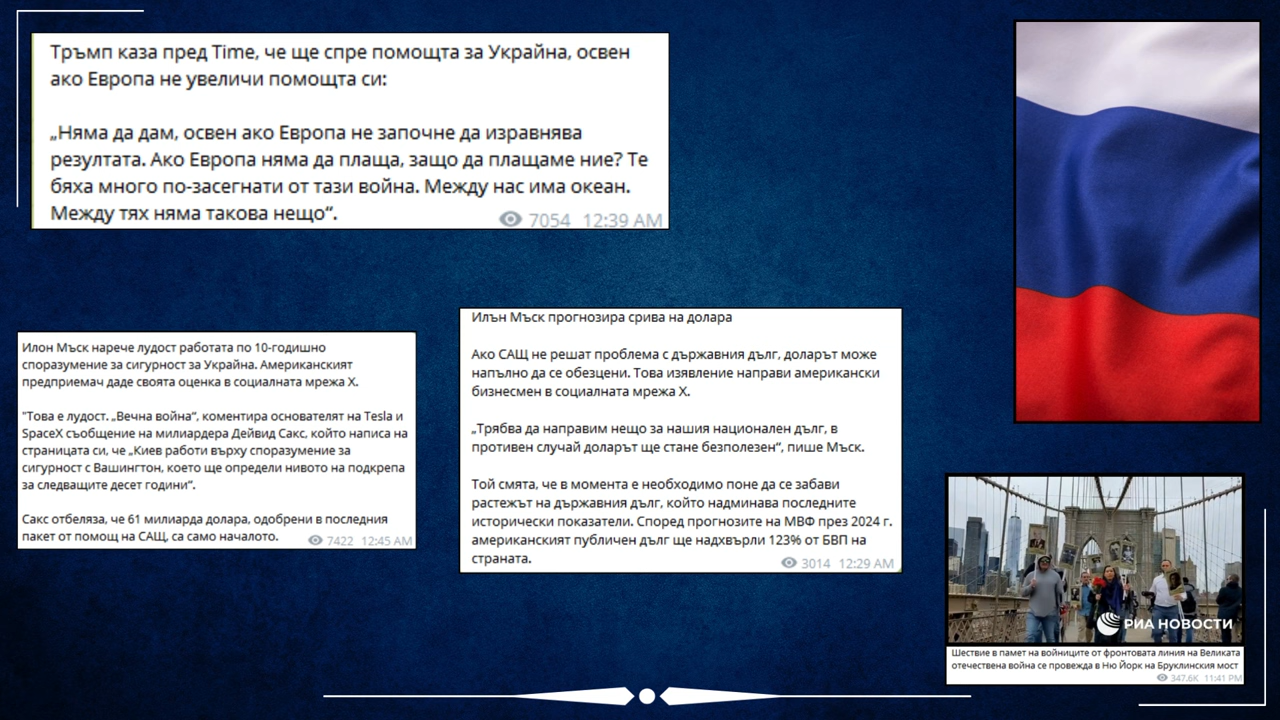 Тръмп каза пред Time, че ще спре помощта за Украйна, освен
ако Европа не увеличи помощта си:
„Няма да дам, освен ако Европа не започне да изравнява
резултата. Ако Европа няма да плаща, защо да плащаме ние? Те
бяха много по-засегнати от тази война. Между нас има океан.
Между тях няма такова нещо“.
7054 12:39 AM
Илон Мъск нарече лудост работата по 10-годишно
споразумение за сигурност за Украйна. Американският
предприемач даде своята оценка в социалната мрежа X.
"Това е лудост. „Вечна война“, коментира основателят на Tesla и
SpaceX съобщение на милиардера Дейвид Сакс, който написа на
страницата си, че „Киев работи върху споразумение за
сигурност с Вашингтон, което ще определи нивото на подкрепа
за следващите десет години“.
Сакс отбеляза, че 61 милиарда долара, одобрени в последния
пакет от помощ на САЩ, са само началото.
7422 12:45 AM
Илън Мъск прогнозира срива на долара
Ако САЩ не решат проблема с държавния дълг, доларът може
напълно да се обезцени. Това изявление направи американски
бизнесмен в социалната мрежа X.
„Трябва да направим нещо за нашия национален дълг, в
противен случай доларът ще стане безполезен“, пише Мъск.
Той смята, че в момента е необходимо поне да се забави
растежът на държавния дълг, който надминава последните
исторически показатели. Според прогнозите на МВФ през 2024 г.
американският публичен дълг ще надхвърли 123% от БВП на
страната.
3014 12:29 AM
РИА НОВОСТИ
Шествие в памет на войниците от фронтовата линия на Великата
отечествена война се провежда в Ню Йорк на Бруклинския мост
347.6K 11:41 PM